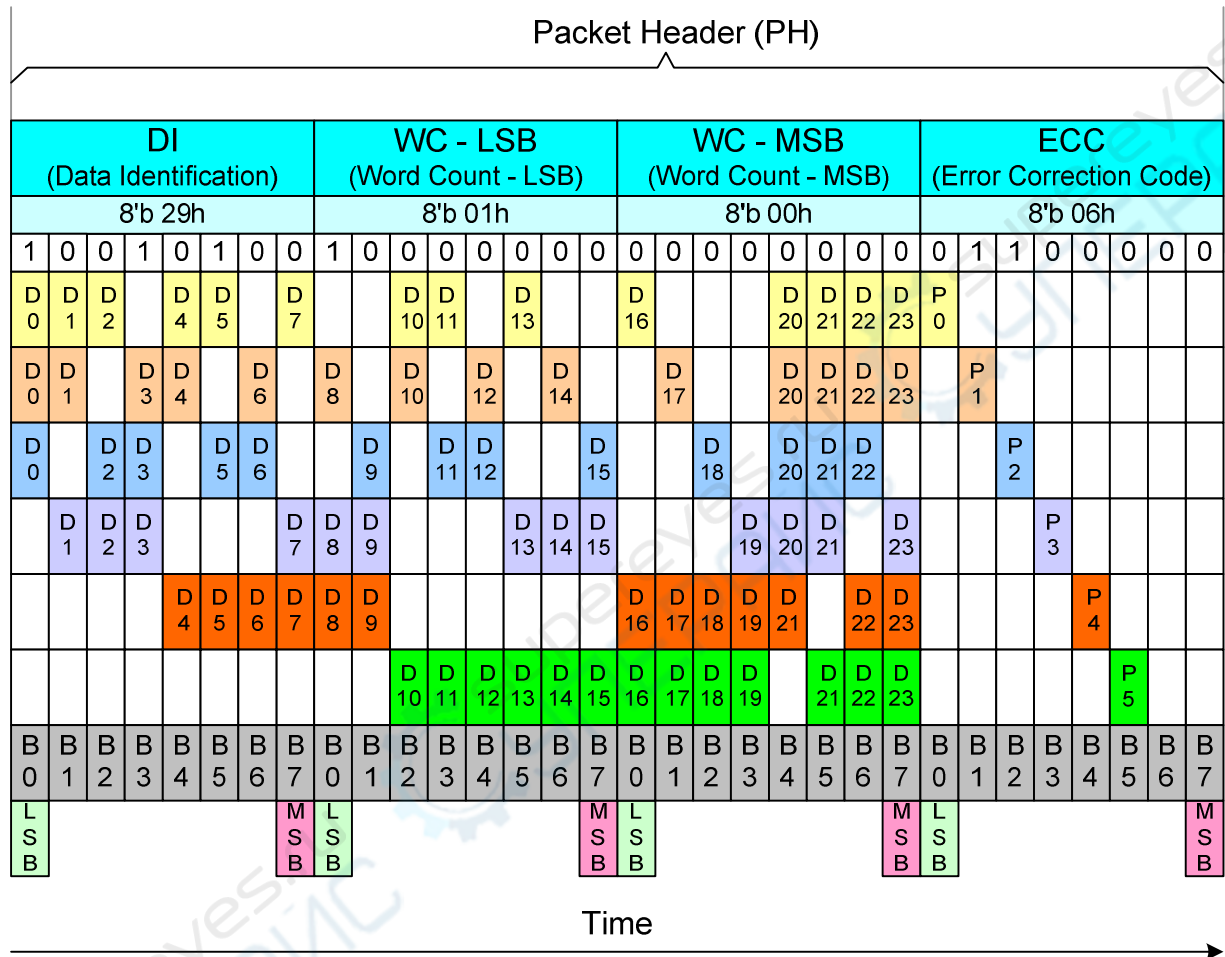 Packet Header (PH)
DI WC - LSB WC - MSB ECC
(Data Identification) (Word Count - LSB) (Word Count - MSB) (Error Correction Code)
8'b 29h 8'b 01h 8'b 00h 8'b 06h
1 0 0 1 0 1 0 0 1 0 0 0 0 0 0 0 0 0 0 0 0 0 0 0 0 1 1 0 0 0 0 0
D0 D1 D2 D4 D5 D7 D10 D11 D13 D16 D20 D21 D22 D23 P0
D0 D1 D3 D4 D6 D8 D10 D12 D14 D17 D20 D21 D22 D23 P1
D0 D2 D3 D5 D6 D9 D11 D12 D15 D18 D20 D21 D22 P2
D1 D2 D3 D7 D8 D9 D13 D14 D15 D19 D20 D21 D23 P3
D4 D5 D6 D7 D8 D9 D16 D17 D18 D19 D21 D22 D23 P4
D10 D11 D12 D13 D14 D15 D16 D17 D18 D19 D21 D22 D23 P5
B0 B1 B2 B3 B4 B5 B6 B7 B0 B1 B2 B3 B4 B5 B6 B7 B0 B1 B2 B3 B4 B5 B6 B7 B0 B1 B2 B3 B4 B5 B6 B7
LSB MSB LSB MSB LSB MSB LSB MSB
Time